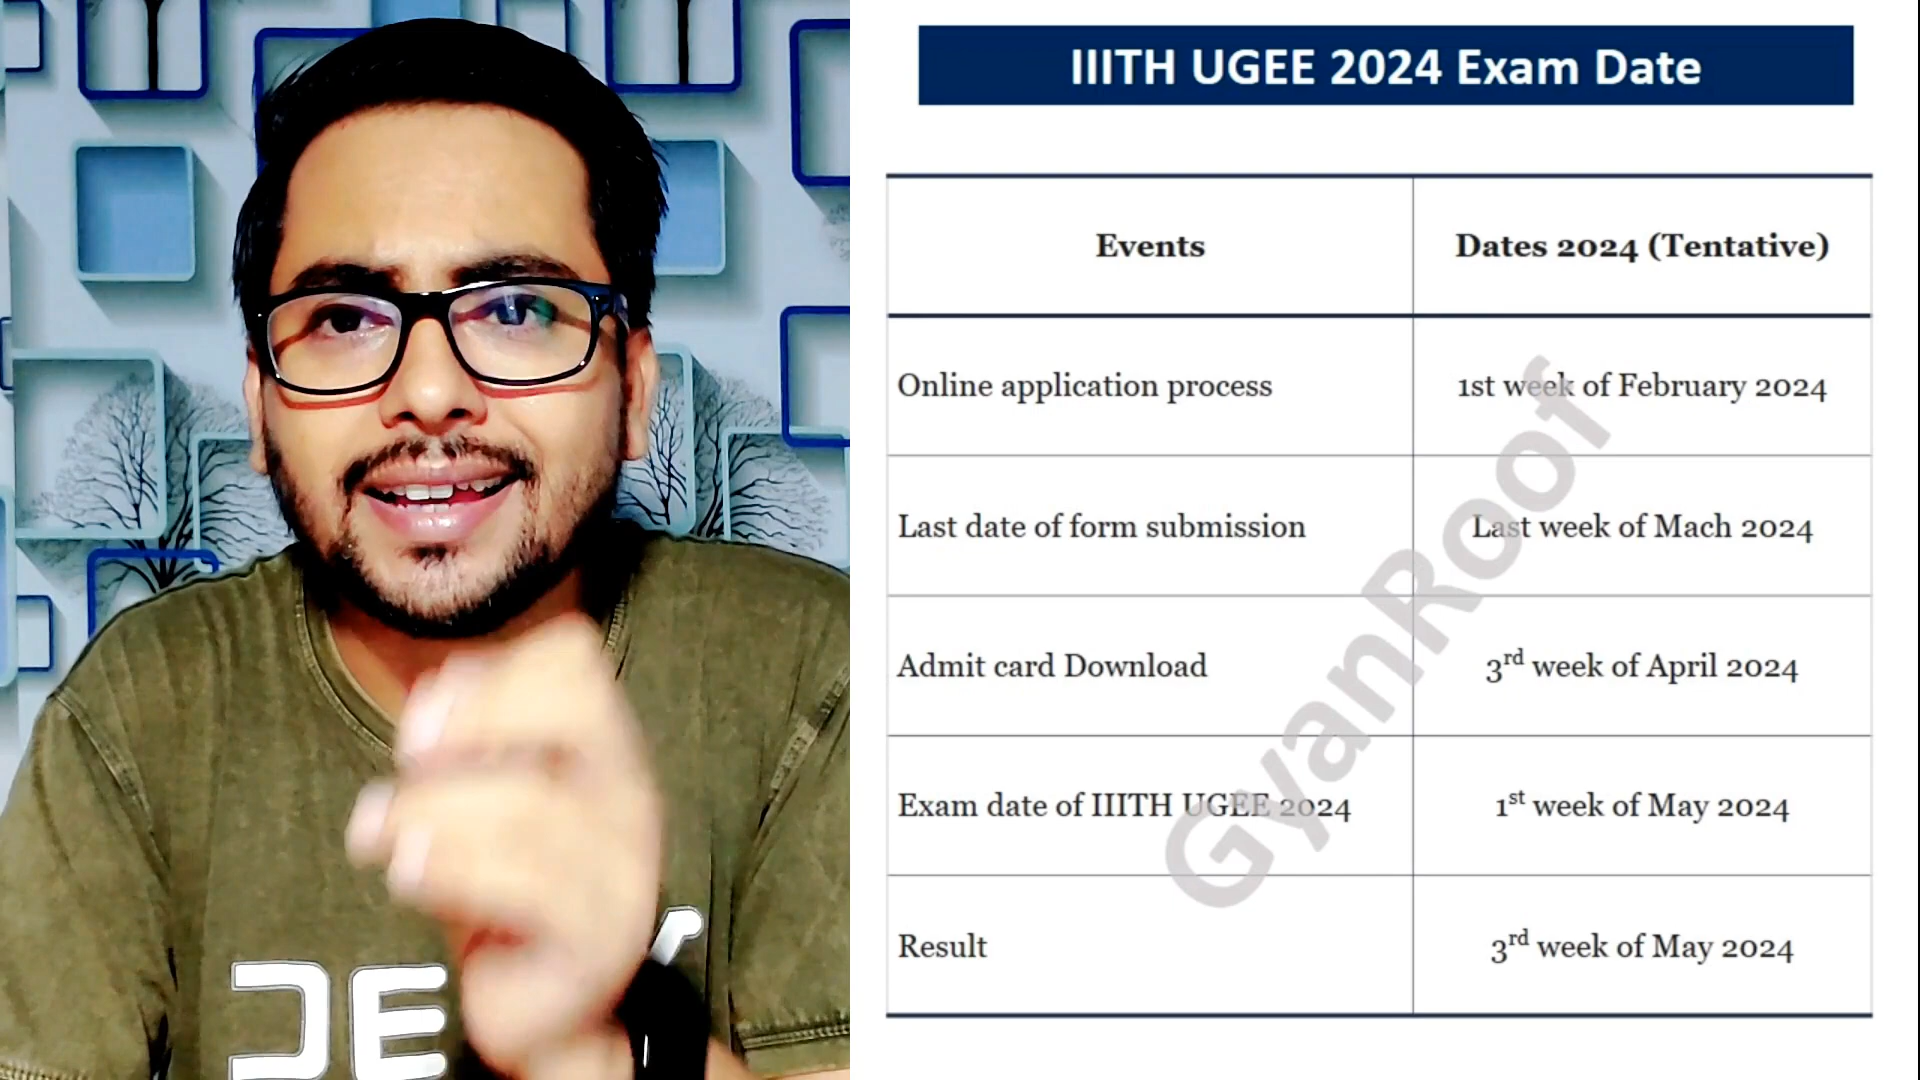 IIITH UGEE 2024 Exam Date
Events
Dates 2024 (Tentative)
Online application process
1st week of February 2024
Last date of form submission
Last week of Mach 2024
Admit card Download
3rd week of April 2024
Exam date of IIITH UGEE 2024
1st week of May 2024
Result
3rd week of May 2024
GyanRoof